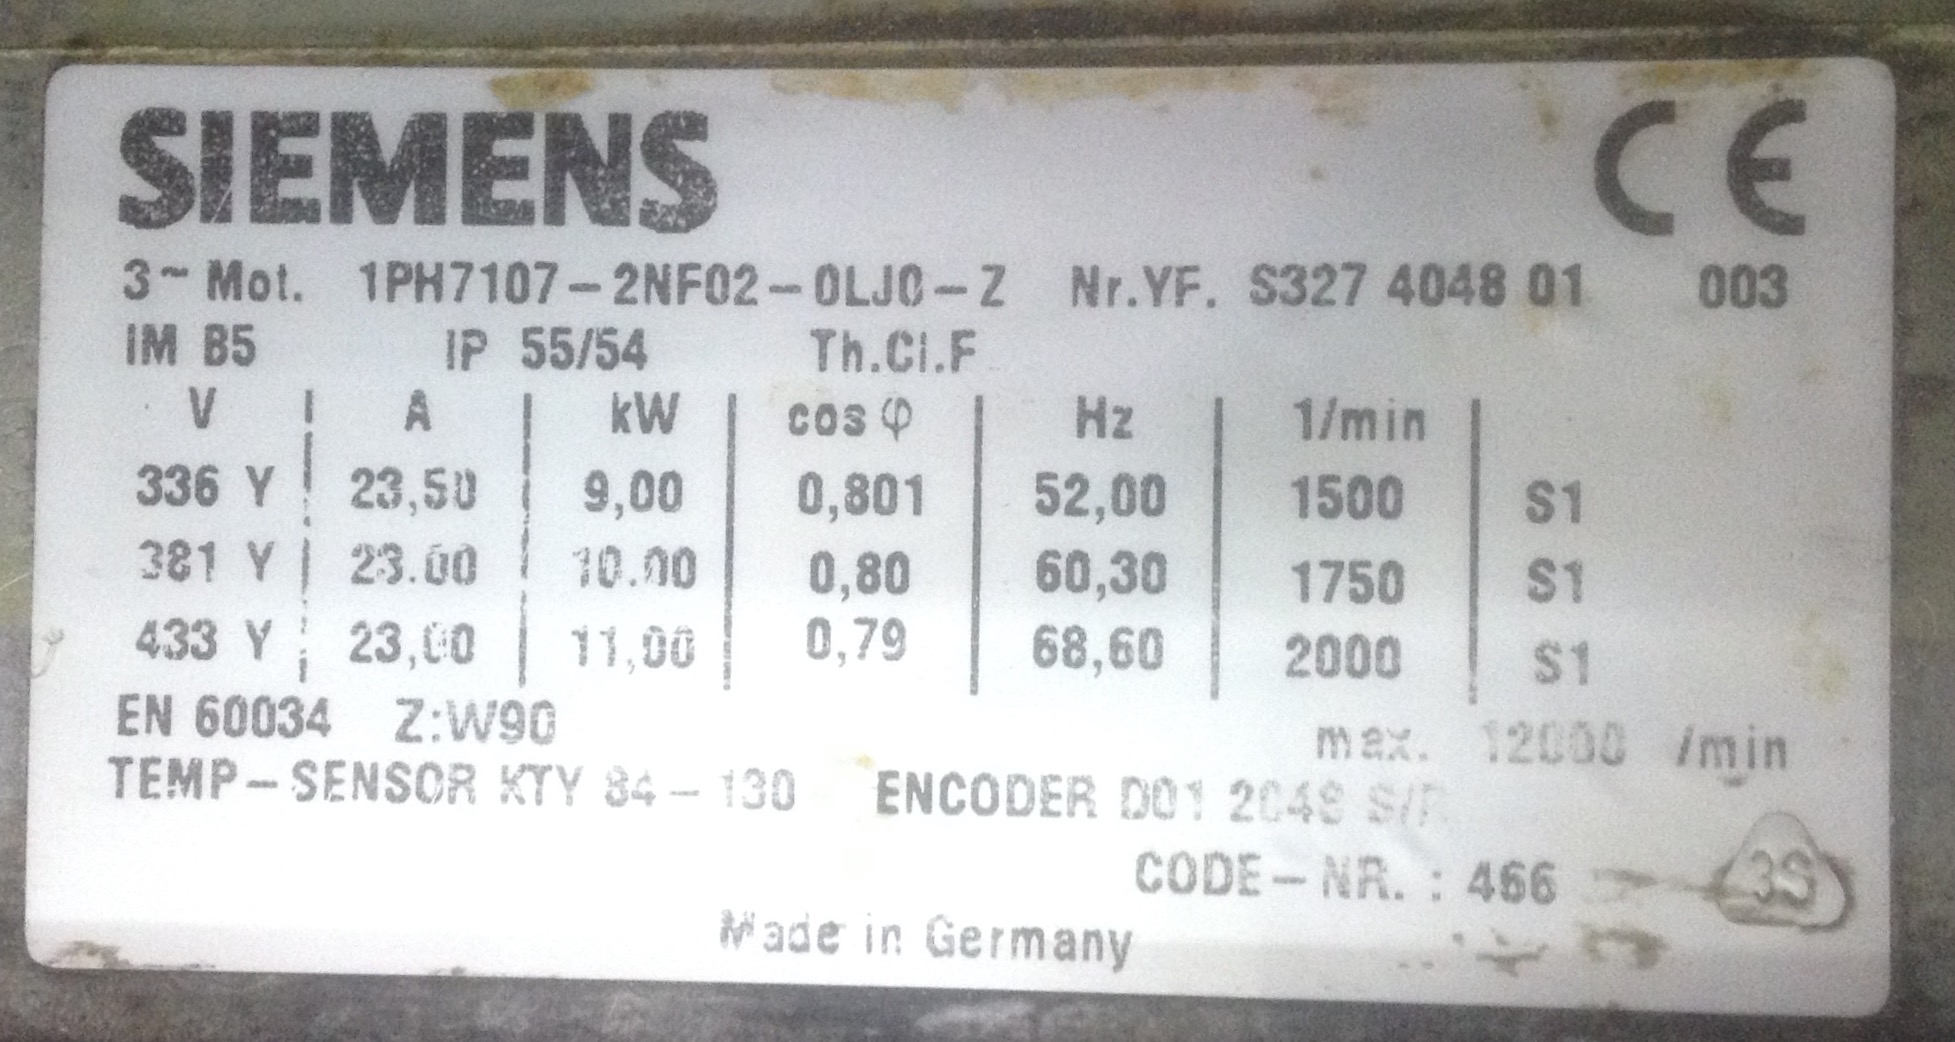 SIEMENS CE
3~ Mot. 1PH7107-2NF02-0LJ0-Z Nr.YF. S327 4048 01 003
IM B5 IP 55/54 Th.Cl.F
V A kW cos φ Hz 1/min
336 Y 23,50 9,00 0,801 52,00 1500 S1
381 Y 23.00 10.00 0,80 60,30 1750 S1
433 Y 23,00 11,00 0,79 68,60 2000 S1
EN 60034 Z:W90
max. 12000 /min
TEMP-SENSOR KTY 84-130 ENCODER D01 2048 S/R
CODE-NR. : 466
3S
Made in Germany